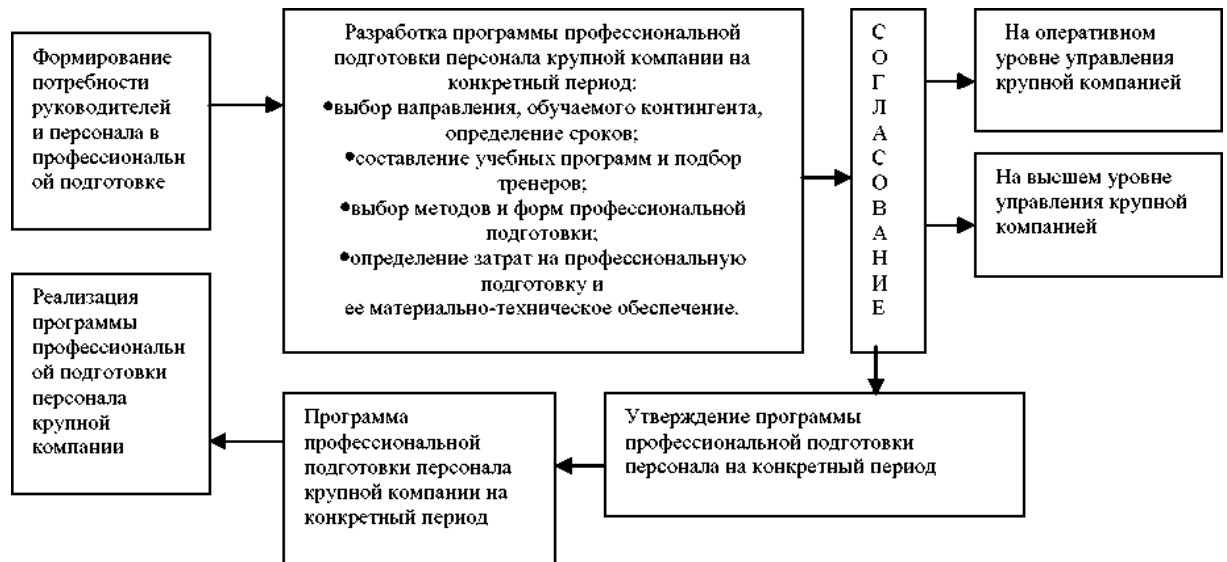 Формирование
потребности
руководителей
и персонала в
профессиональн
ой подготовке
Разработка программы профессиональной
подготовки персонала крупной компании на
конкретный период:
•выбор направления, обучаемого контингента,
определение сроков;
•составление учебных программ и подбор
тренеров;
•выбор методов и форм профессиональной
подготовки;
•определение затрат на профессиональную
подготовку и
ее материально-техническое обеспечение.
С
О
Г
Л
А
С
О
В
А
Н
И
Е
На оперативном
уровне управления
крупной компанией
На высшем уровне
управления крупной
компанией
Утверждение программы
профессиональной подготовки
персонала на конкретный период
Программа
профессиональной
подготовки персонала
крупной компании на
конкретный период
Реализация
программы
профессиональн
ой подготовки
персонала
крупной
компании